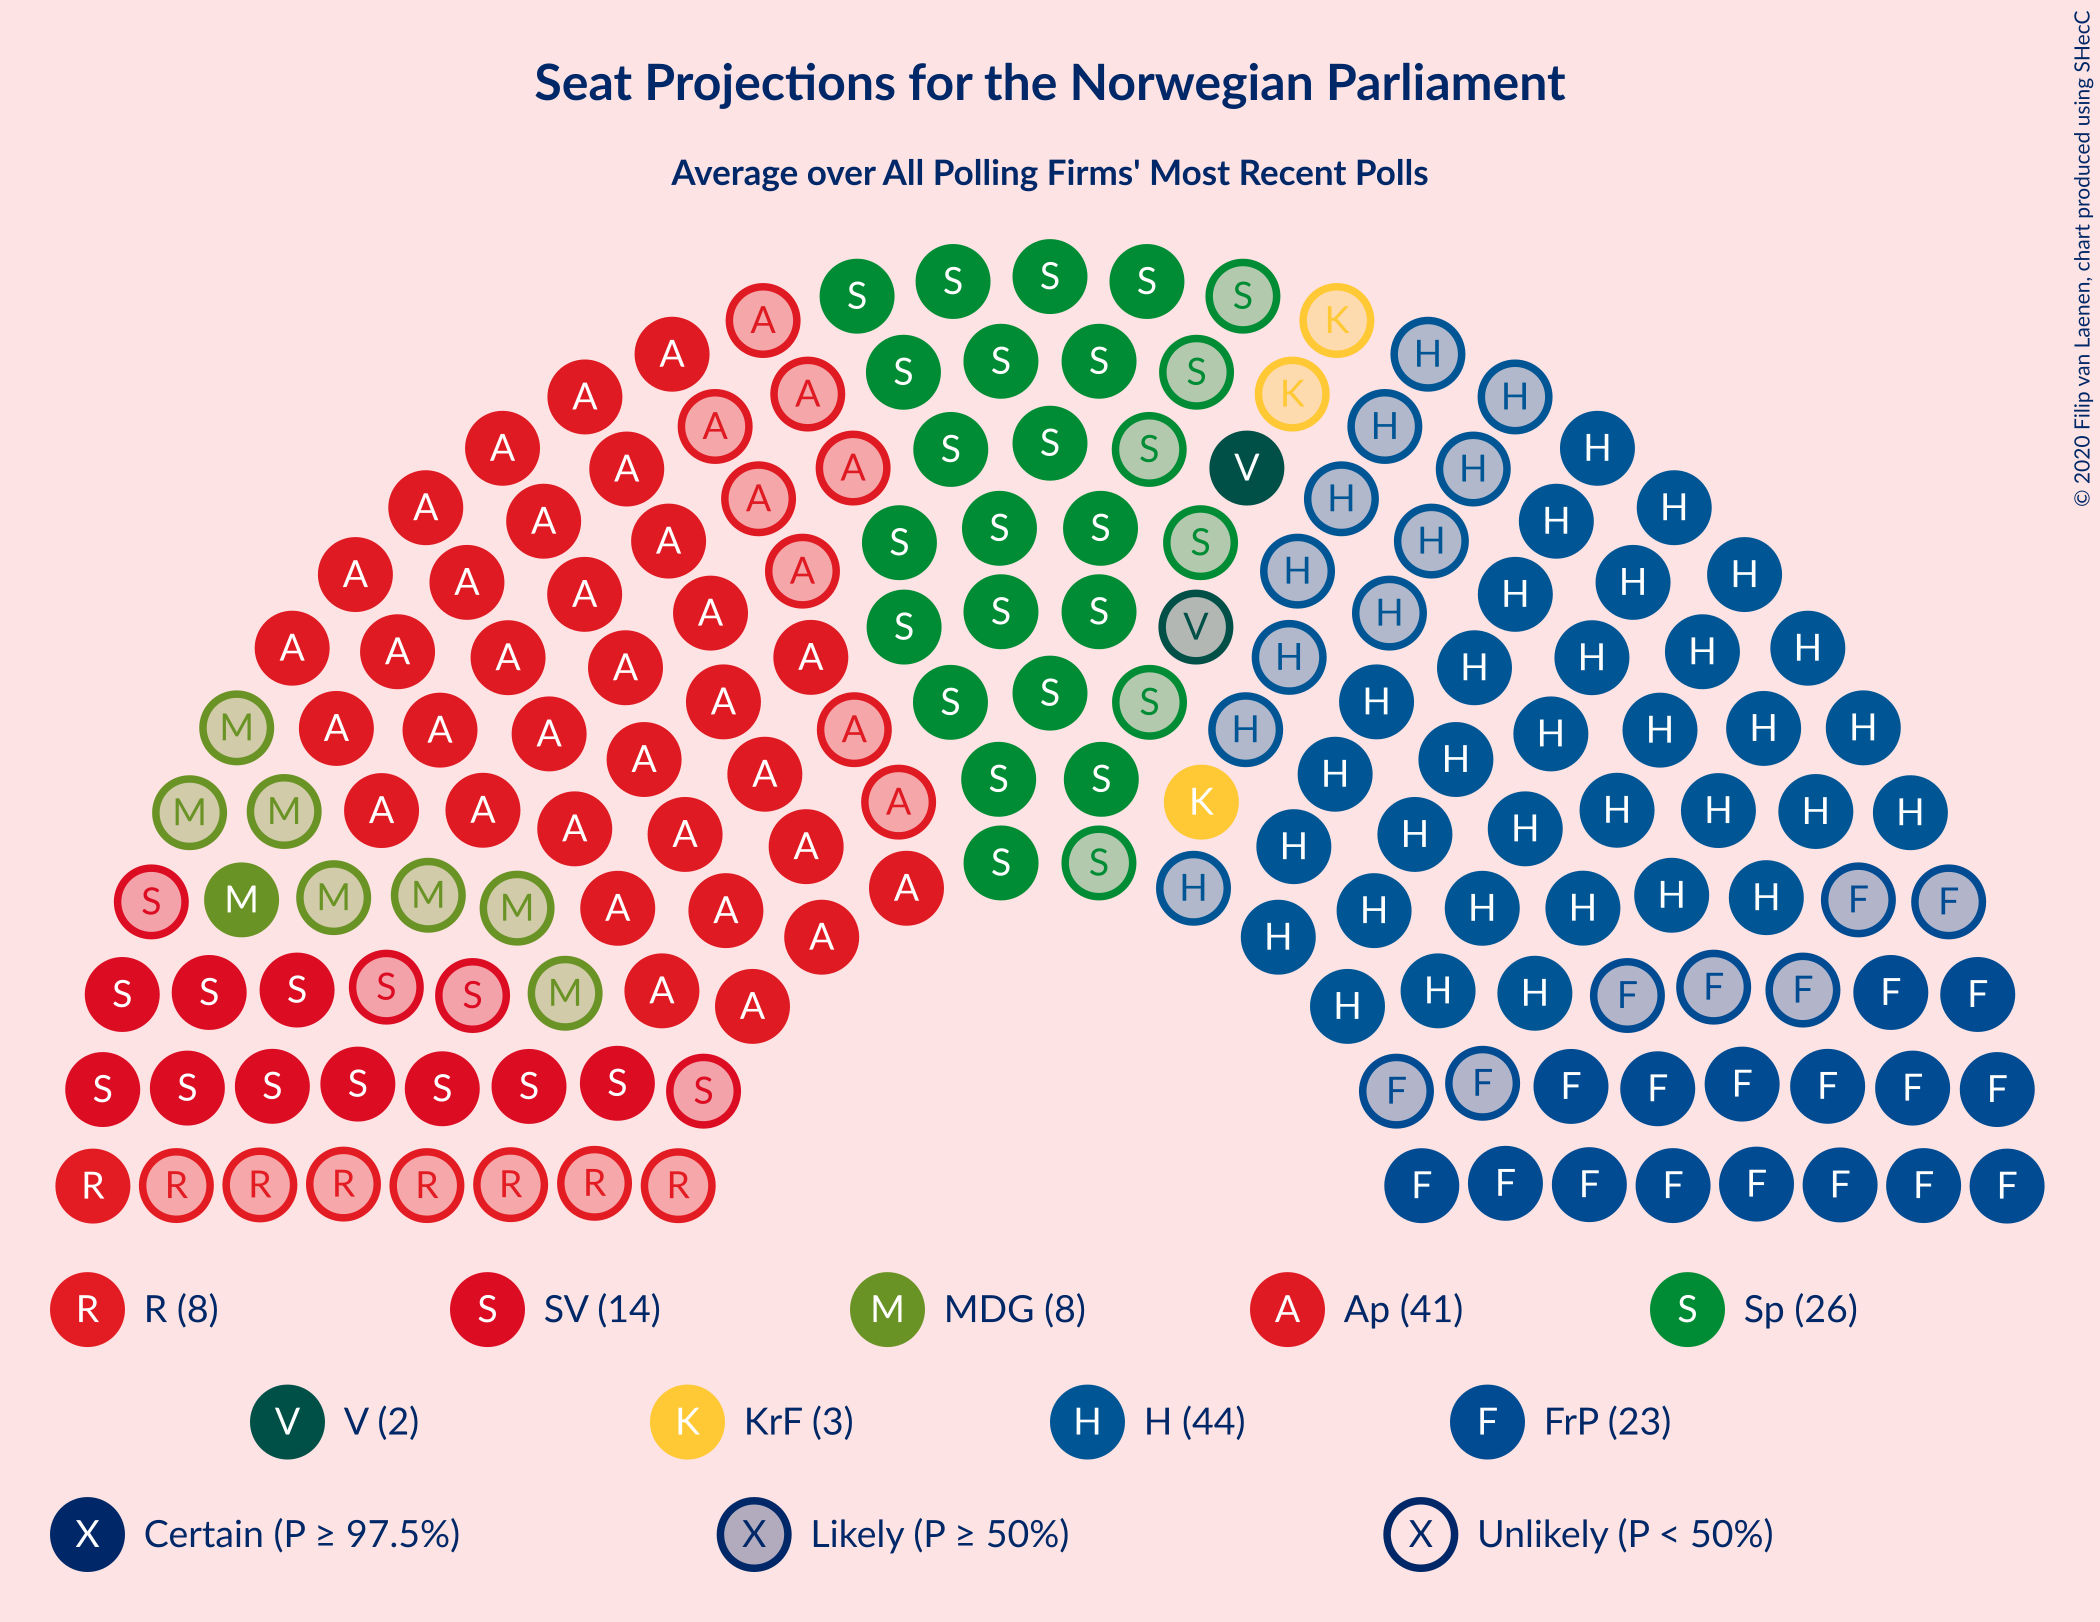 © 2020 Filip van Laenen, chart produced using SHecC
Seat Projections for the Norwegian Parliament
Average over All Polling Firms' Most Recent Polls
S S S S S
A K
A S S S S H
A A K H
A A S S S H H
A A V H
A A A H H H
A S S S S H
A A A A H H H H
A S S S V H
A A A A A H H H H H
A S S S H
M A A A A H H H H H
A A S S H H
M M A A A A A K H H H H H H
A S S H
S M M M M A A A H H H H H H F F
A H
S S S S S M A A H H H F F F F F
S S S S S S S S F F F F F F F F
R R R R R R R R F F F F F F F F
R R (8) S SV (14) M MDG (8) A Ap (41) S Sp (26)
V V (2) K KrF (3) H H (44) F FrP (23)
X Certain (P ≥ 97.5%) X Likely (P ≥ 50%) X Unlikely (P < 50%)